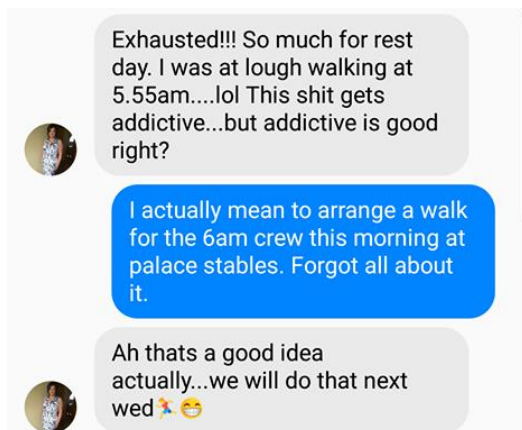 Exhausted!!! So much for rest
day. I was at lough walking at
5.55am....lol This shit gets
addictive...but addictive is good
right?
I actually mean to arrange a walk
for the 6am crew this morning at
palace stables. Forgot all about
it.
Ah thats a good idea
actually...we will do that next
wed🏃😁